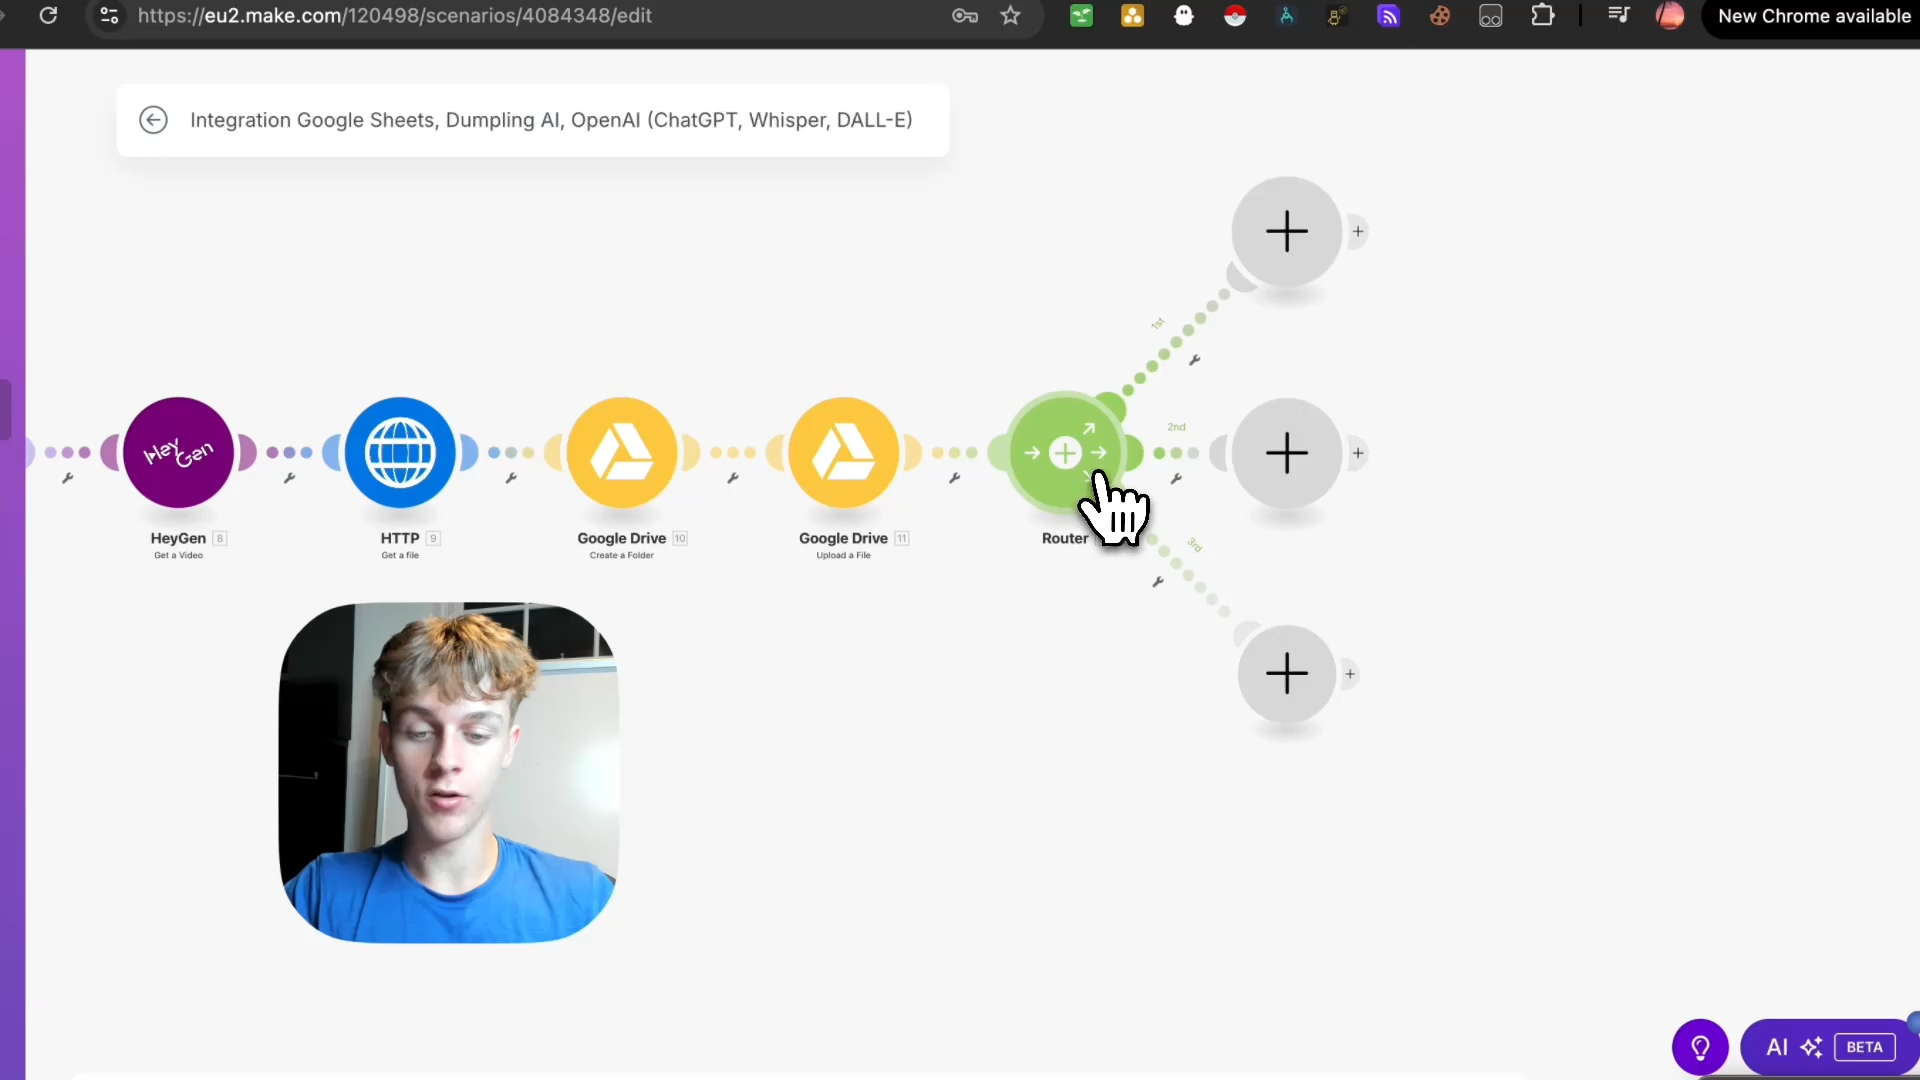 https://eu2.make.com/120498/scenarios/4084348/edit
New Chrome available
Integration Google Sheets, Dumpling AI, OpenAI (ChatGPT, Whisper, DALL-E)
1st
2nd
3rd
HeyGen
HeyGen 8
Get a Video
HTTP 9
Get a file
Google Drive 10
Create a Folder
Google Drive 11
Upload a File
Router
AI BETA